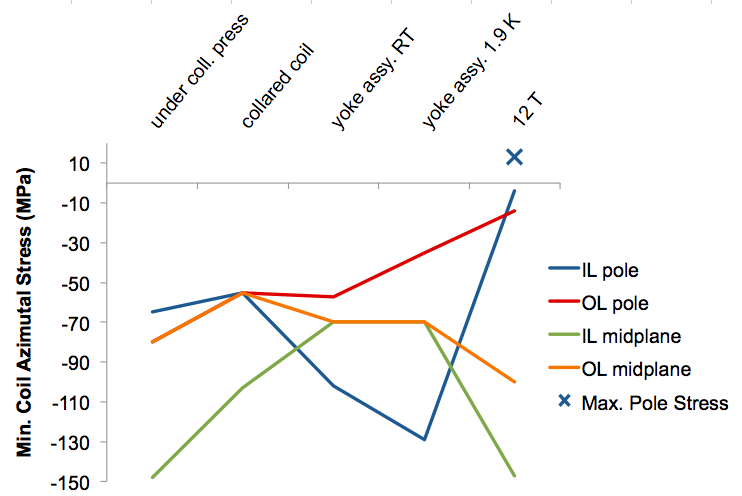 under coll. press
collared coil
yoke assy. RT
yoke assy. 1.9 K
12 T
Min. Coil Azimutal Stress (MPa)
10
-10
-30
-50
-70
-90
-110
-130
-150
IL pole
OL pole
IL midplane
OL midplane
Max. Pole Stress